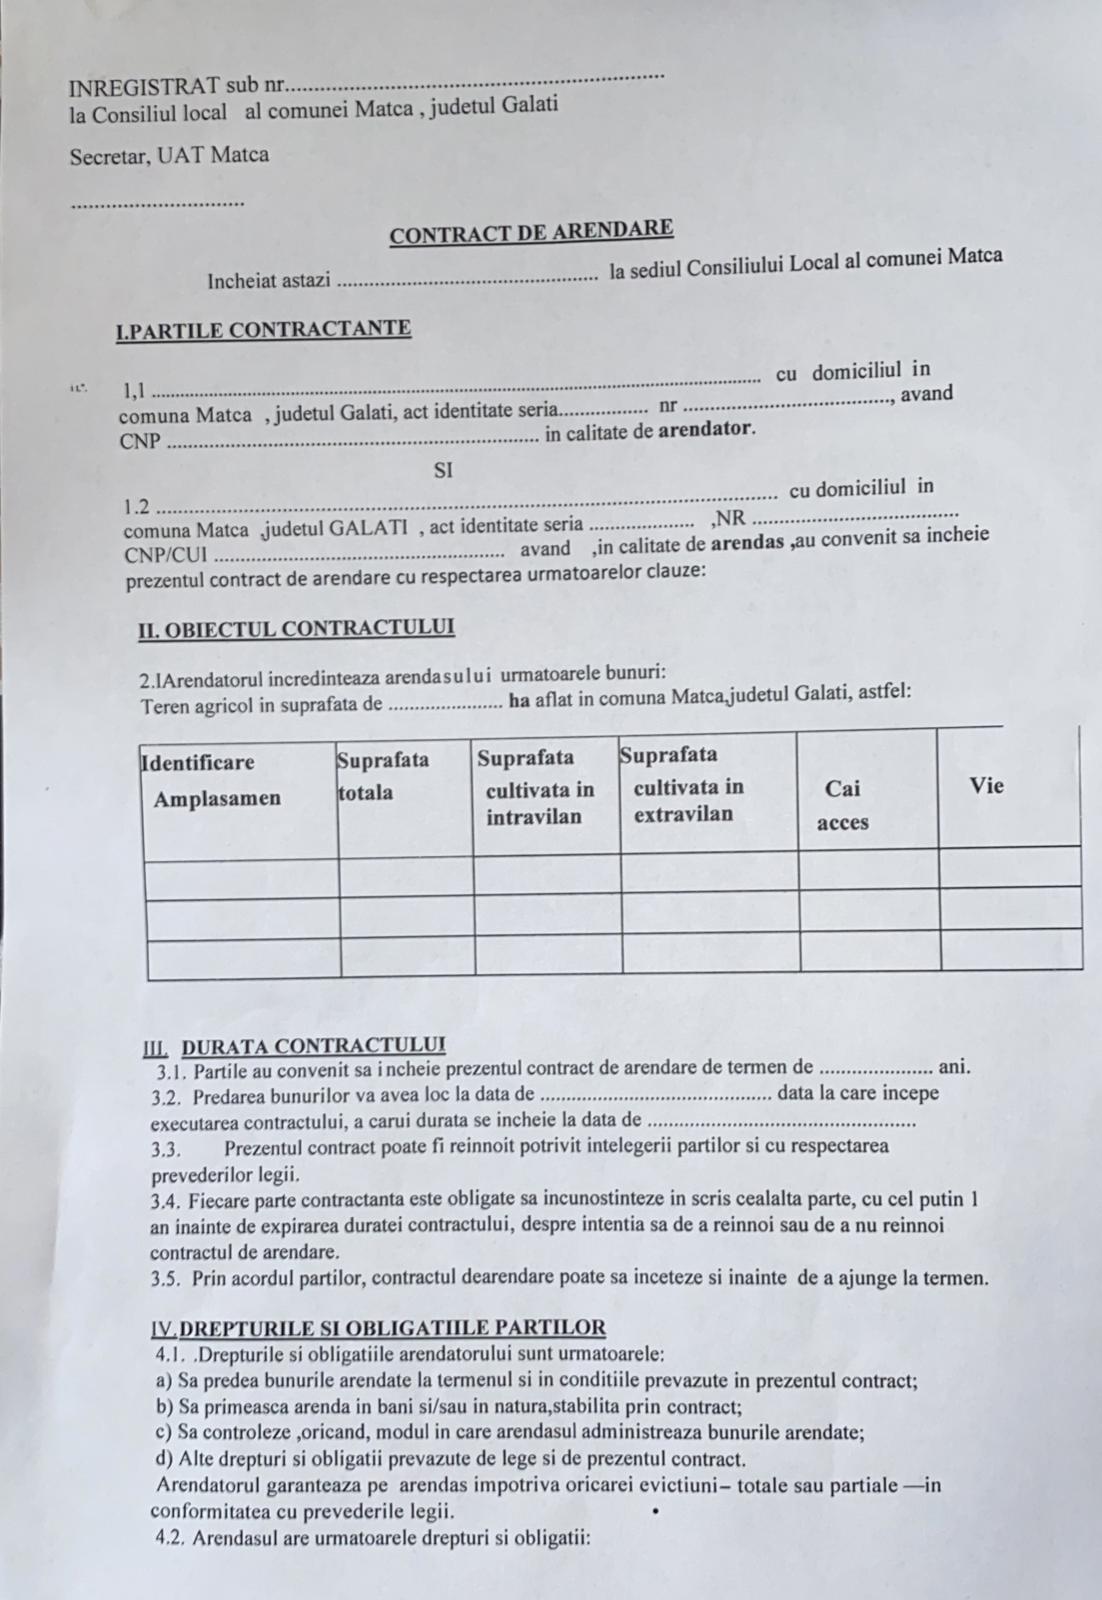 INREGISTRAT sub nr..................................................................
la Consiliul local al comunei Matca , judetul Galati
Secretar, UAT Matca
..............................
CONTRACT DE ARENDARE
Incheiat astazi ................................................ la sediul Consiliului Local al comunei Matca
I.PARTILE CONTRACTANTE
1,1 ........................................................................................................ cu domiciliul in
comuna Matca , judetul Galati, act identitate seria................ nr ....................................., avand
CNP .................................................................. in calitate de arendator.
SI
1.2 ............................................................................................................ cu domiciliul in
comuna Matca ,judetul GALATI , act identitate seria ................... ,NR .....................................
CNP/CUI .................................................... avand ,in calitate de arendas ,au convenit sa incheie
prezentul contract de arendare cu respectarea urmatoarelor clauze:
II. OBIECTUL CONTRACTULUI
2.IArendatorul incredinteaza arendasului urmatoarele bunuri:
Teren agricol in suprafata de ..................... ha aflat in comuna Matca,judetul Galati, astfel:
Identificare Amplasamen
Suprafata totala
Suprafata cultivata in intravilan
Suprafata cultivata in extravilan
Cai acces
Vie
III. DURATA CONTRACTULUI
3.1. Partile au convenit sa incheie prezentul contract de arendare de termen de ..................... ani.
3.2. Predarea bunurilor va avea loc la data de ........................................... data la care incepe
executarea contractului, a carui durata se incheie la data de ..................................................
3.3. Prezentul contract poate fi reinnoit potrivit intelegerii partilor si cu respectarea
prevederilor legii.
3.4. Fiecare parte contractanta este obligate sa incunostinteze in scris cealalta parte, cu cel putin 1
an inainte de expirarea duratei contractului, despre intentia sa de a reinnoi sau de a nu reinnoi
contractul de arendare.
3.5. Prin acordul partilor, contractul dearendare poate sa inceteze si inainte de a ajunge la termen.
IV.DREPTURILE SI OBLIGATIILE PARTILOR
4.1. .Drepturile si obligatiile arendatorului sunt urmatoarele:
a) Sa predea bunurile arendate la termenul si in conditiile prevazute in prezentul contract;
b) Sa primeasca arenda in bani si/sau in natura,stabilita prin contract;
c) Sa controleze ,oricand, modul in care arendasul administreaza bunurile arendate;
d) Alte drepturi si obligatii prevazute de lege si de prezentul contract.
Arendatorul garanteaza pe arendas impotriva oricarei evictiuni– totale sau partiale —in
conformitatea cu prevederile legii.
4.2. Arendasul are urmatoarele drepturi si obligatii: